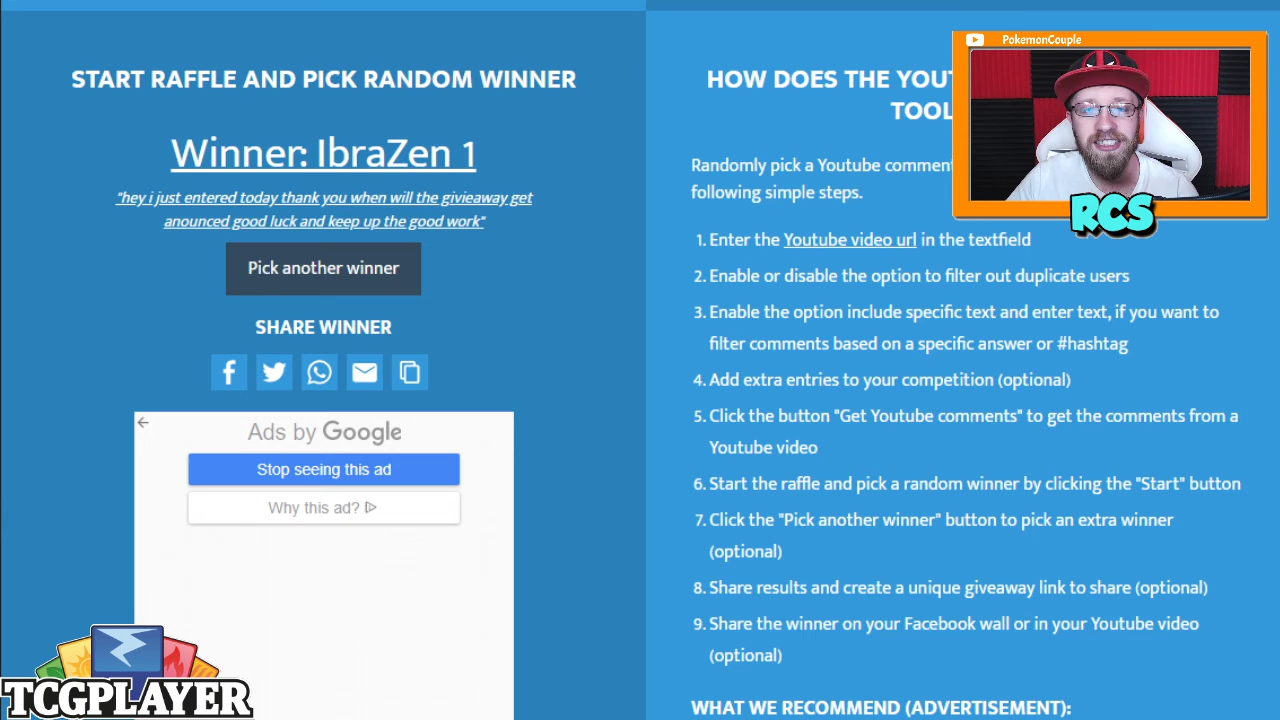 START RAFFLE AND PICK RANDOM WINNER
Winner: IbraZen 1
"hey i just entered today thank you when will the givieaway get
anounced good luck and keep up the good work"
Pick another winner
SHARE WINNER
Ads by Google
Stop seeing this ad
Why this ad?
TCGPLAYER
HOW DOES THE
TOOL
Randomly pick a Youtube comment
following simple steps.
1. Enter the Youtube video url in the textfield
2. Enable or disable the option to filter out duplicate users
3. Enable the option include specific text and enter text, if you want to
filter comments based on a specific answer or #hashtag
4. Add extra entries to your competition (optional)
5. Click the button "Get Youtube comments" to get the comments from a
Youtube video
6. Start the raffle and pick a random winner by clicking the "Start" button
7. Click the "Pick another winner" button to pick an extra winner
(optional)
8. Share results and create a unique giveaway link to share (optional)
9. Share the winner on your Facebook wall or in your Youtube video
(optional)
WHAT WE RECOMMEND (ADVERTISEMENT):
PokemonCouple
RCS